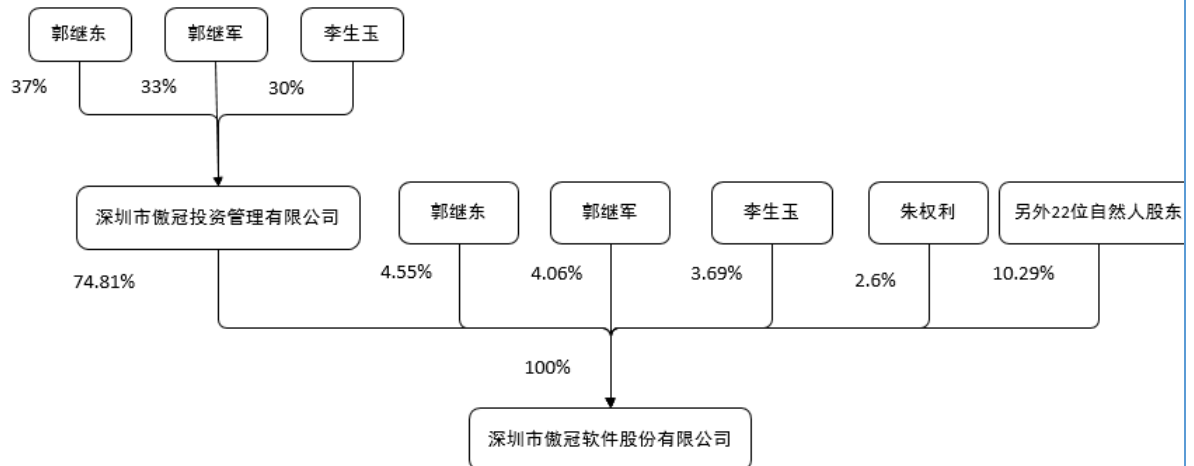 郭继东
郭继军
李生玉
37%
33%
30%
深圳市傲冠投资管理有限公司
郭继东
郭继军
李生玉
朱权利
另外22位自然人股东
74.81%
4.55%
4.06%
3.69%
2.6%
10.29%
100%
深圳市傲冠软件股份有限公司